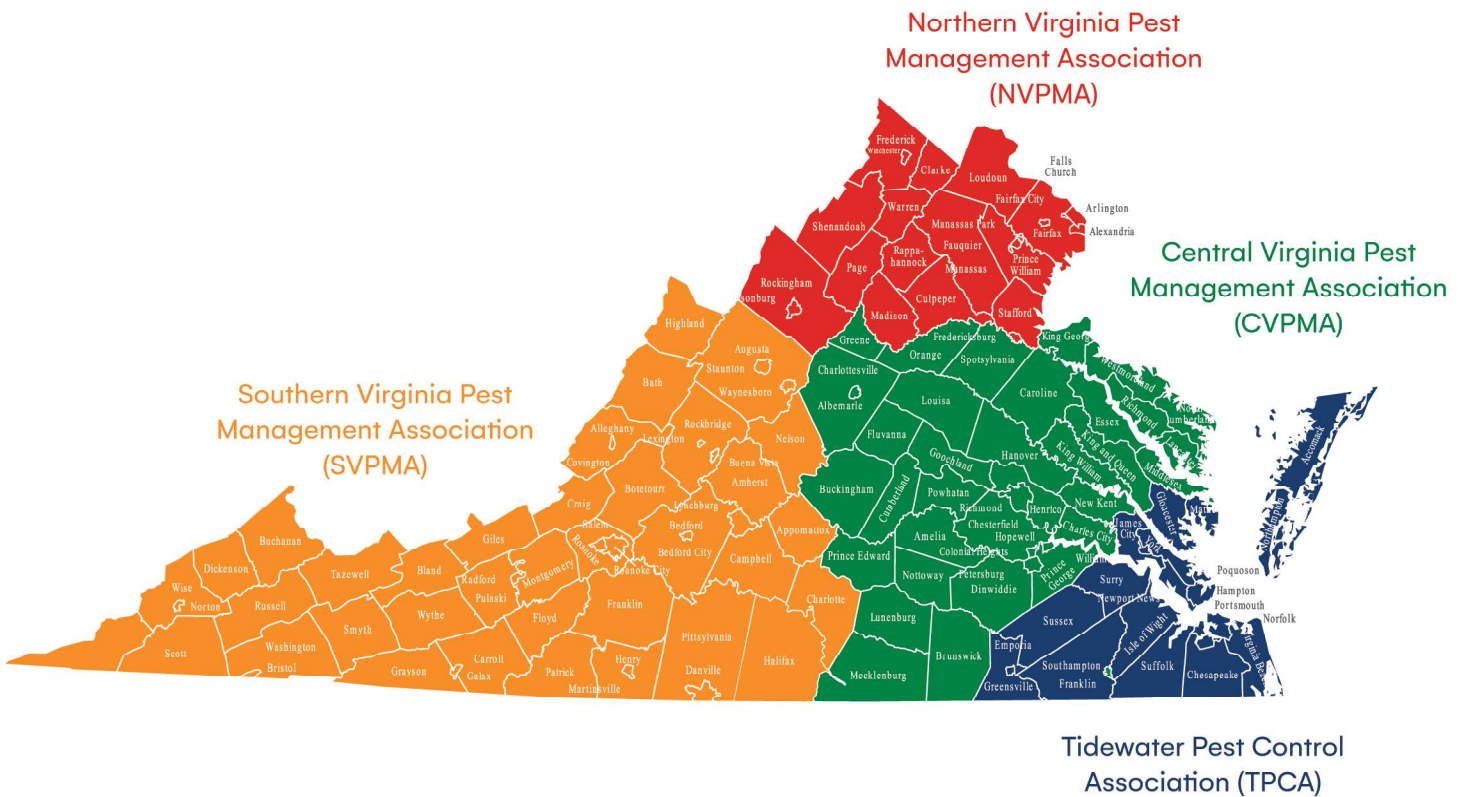 Northern Virginia Pest
Management Association
(NVPMA)
Frederick
Winchester
Clarke
Loudoun
Falls
Church
Fairfax City
Arlington
Warren
Shenandoah
Manassas Park
Fairfax
Alexandria
Fauquier
Rappa-
hannock
Page
Prince
William
Manassas
Rockingham
sonburg
Culpeper
Madison
Stafford
Central Virginia Pest
Management Association
(CVPMA)
Highland
Greene
Fredericksburg
King Georg
Augusta
Orange
Spotsylvania
Staunton
Charlottesville
Westmoreland
Bath
Waynesboro
Caroline
Southern Virginia Pest
Management Association
(SVPMA)
Albemarle
Louisa
Richmond
umberland
Essex
Alleghany
Lexington
Rockbridge
Nelson
Fluvanna
King and Queen
Accomack
Covington
Buena Vista
Goochland
Hanover
King William
Middlesex
Amherst
Craig
Botetourt
Buckingham
Cumberland
Powhatan
New Kent
Gloucester
Lynchburg
Richmond
Henrico
Northampton
Salem
Bedford
Appomattox
Chesterfield
Charles City
James
City
Buchanan
Giles
Roanoke
Bedford City
Campbell
Prince Edward
Amelia
Hopewell
Colonial Heights
York
Dickenson
Tazewell
Bland
Radford
Montgomery
Roanoke City
Nottoway
Petersburg
Prince
George
William
Poquoson
Wise
Norton
Russell
Wythe
Pulaski
Franklin
Charlotte
Dinwiddie
Surry
Newport News
Hampton
Portsmouth
Norfolk
Scott
Washington
Smyth
Floyd
Pittsylvania
Lunenburg
Sussex
Isle of Wight
Bristol
Grayson
Carroll
Galax
Patrick
Henry
Martinsville
Danville
Halifax
Mecklenburg
Brunswick
Emporia
Greensville
Southampton
Franklin
Suffolk
Chesapeake
Tidewater Pest Control
Association (TPCA)